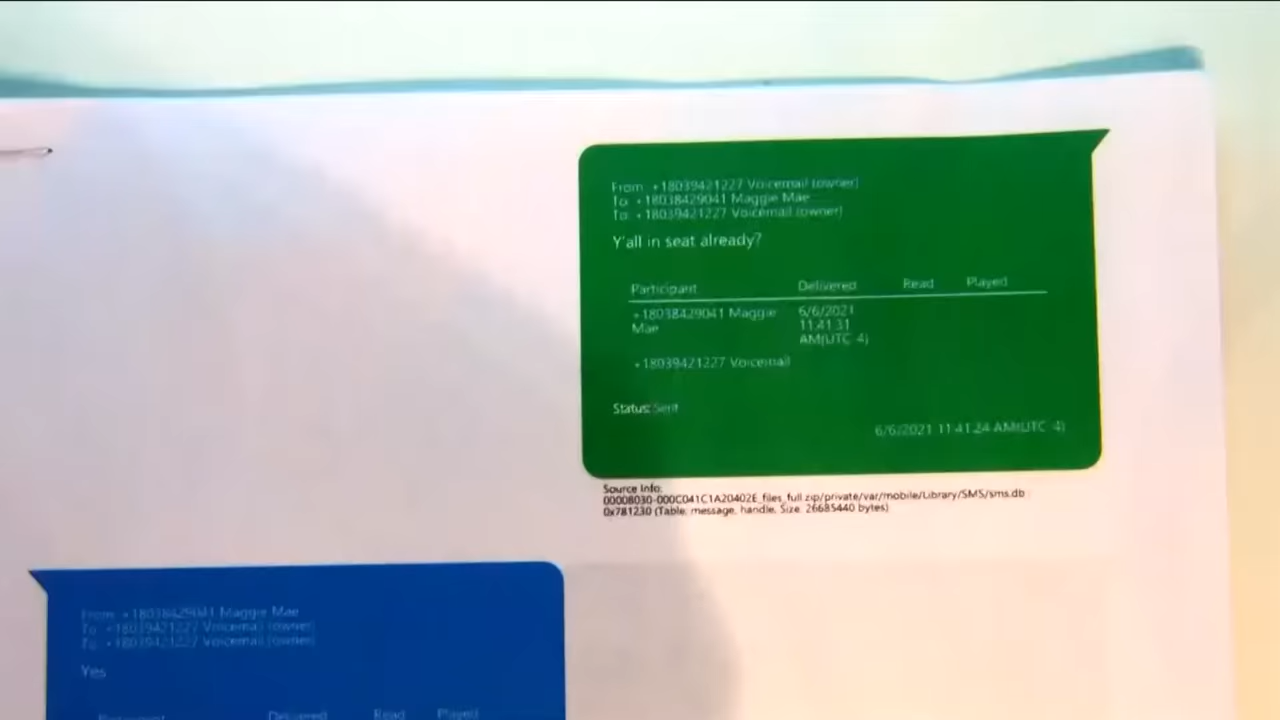 From: +18039421227 Voicemail (owner)
To: +18038429041 Maggie Mae
To: +18039421227 Voicemail (owner)
Y'all in seat already?
Participant Delivered Read Played
+18038429041 Maggie
Mae
6/6/2021
11:41:31
AM(UTC-4)
+18039421227 Voicemail
Status: Sent
6/6/2021 11:41:24 AM(UTC-4)
Source Info:
00008030-000C041C1A20402E_files_full.zip/private/var/mobile/Library/SMS/sms.db :
0x781230 (Table: message, handle, Size: 26685440 bytes)
From: +18038429041 Maggie Mae
To: +18039421227 Voicemail (owner)
To: +18039421227 Voicemail (owner)
Yes
Participant Delivered Read Played